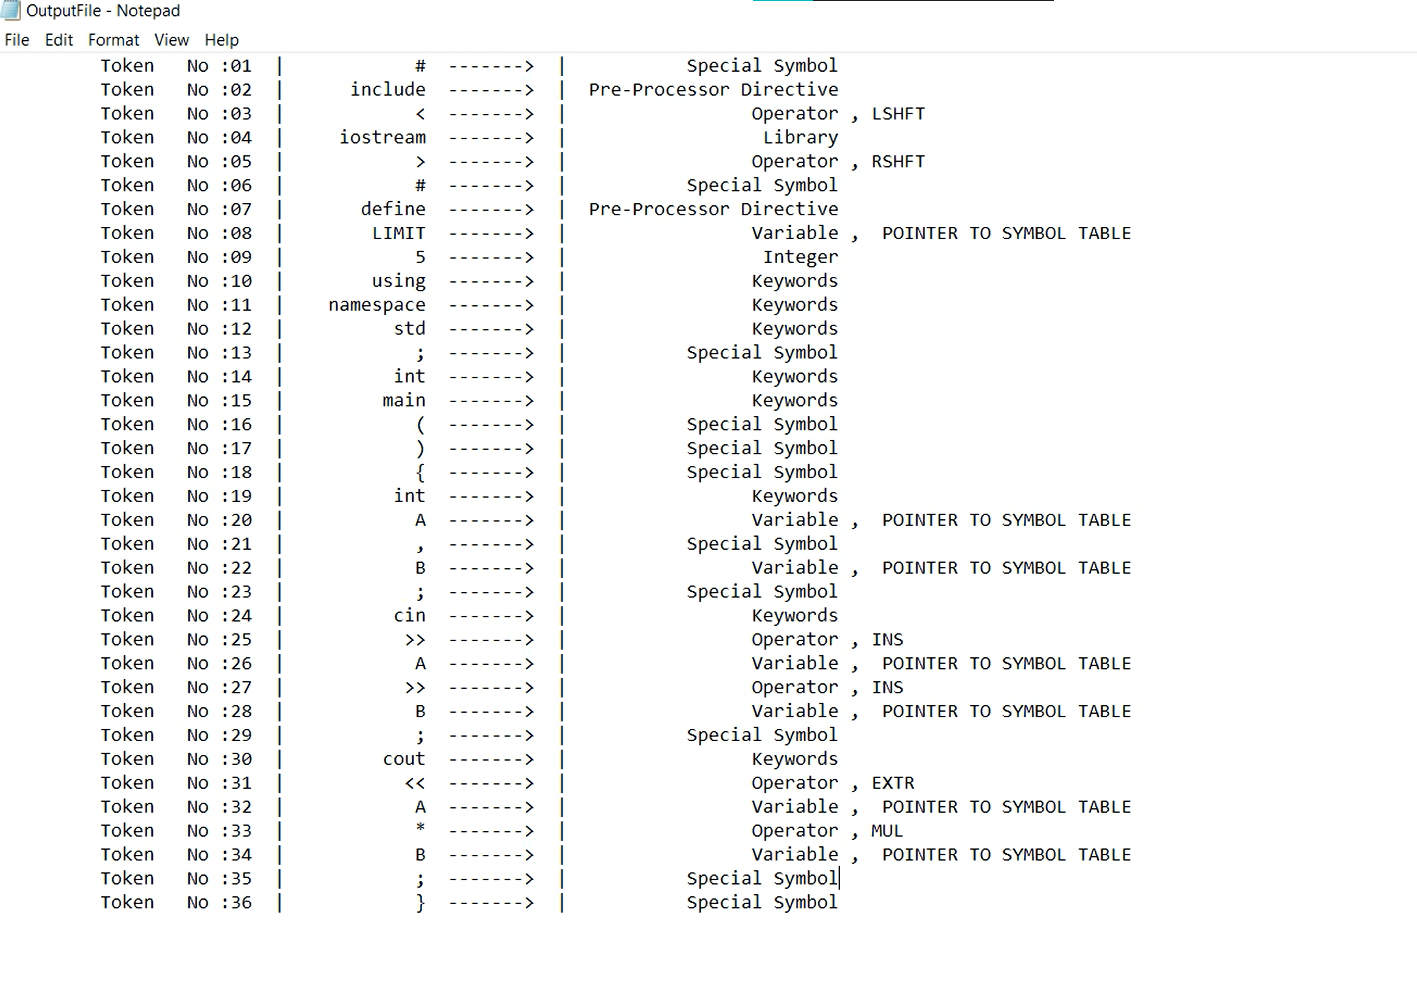 OutputFile - Notepad
File Edit Format View Help
Token No :01 | # -------> | Special Symbol
Token No :02 | include -------> | Pre-Processor Directive
Token No :03 | < -------> | Operator , LSHFT
Token No :04 | iostream -------> | Library
Token No :05 | > -------> | Operator , RSHFT
Token No :06 | # -------> | Special Symbol
Token No :07 | define -------> | Pre-Processor Directive
Token No :08 | LIMIT -------> | Variable , POINTER TO SYMBOL TABLE
Token No :09 | 5 -------> | Integer
Token No :10 | using -------> | Keywords
Token No :11 | namespace -------> | Keywords
Token No :12 | std -------> | Keywords
Token No :13 | ; -------> | Special Symbol
Token No :14 | int -------> | Keywords
Token No :15 | main -------> | Keywords
Token No :16 | ( -------> | Special Symbol
Token No :17 | ) -------> | Special Symbol
Token No :18 | { -------> | Special Symbol
Token No :19 | int -------> | Keywords
Token No :20 | A -------> | Variable , POINTER TO SYMBOL TABLE
Token No :21 | , -------> | Special Symbol
Token No :22 | B -------> | Variable , POINTER TO SYMBOL TABLE
Token No :23 | ; -------> | Special Symbol
Token No :24 | cin -------> | Keywords
Token No :25 | >> -------> | Operator , INS
Token No :26 | A -------> | Variable , POINTER TO SYMBOL TABLE
Token No :27 | >> -------> | Operator , INS
Token No :28 | B -------> | Variable , POINTER TO SYMBOL TABLE
Token No :29 | ; -------> | Special Symbol
Token No :30 | cout -------> | Keywords
Token No :31 | << -------> | Operator , EXTR
Token No :32 | A -------> | Variable , POINTER TO SYMBOL TABLE
Token No :33 | * -------> | Operator , MUL
Token No :34 | B -------> | Variable , POINTER TO SYMBOL TABLE
Token No :35 | ; -------> | Special Symbol
Token No :36 | } -------> | Special Symbol